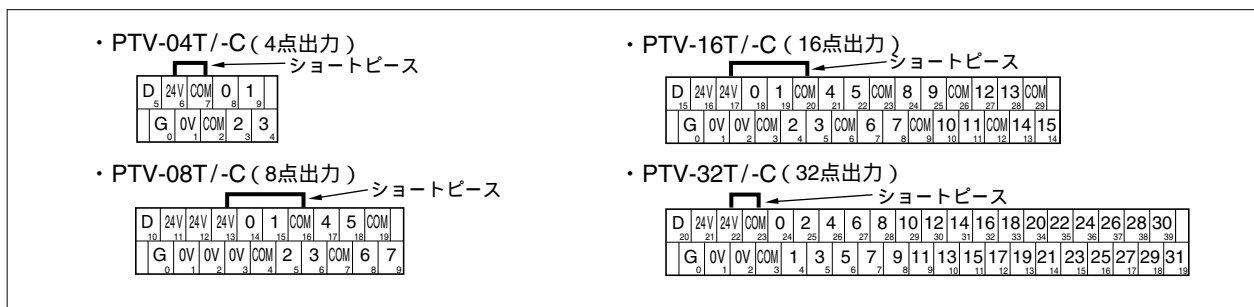 ・PTV-04T/-C（4点出力）
ショートピース
D 24V COM 0 1
5 6 7 8 9
G 0V COM 2 3
0 1 2 3 4
・PTV-16T/-C（16点出力）
ショートピース
D 24V 24V 0 1 COM 4 5 COM 8 9 COM 12 13 COM
15 16 17 18 19 20 21 22 23 24 25 26 27 28 29
G 0V 0V COM 2 3 COM 6 7 COM 10 11 COM 14 15
0 1 2 3 4 5 6 7 8 9 10 11 12 13 14
・PTV-08T/-C（8点出力）
ショートピース
D 24V 24V 24V 0 1 COM 4 5 COM
10 11 12 13 14 15 16 17 18 19
G 0V 0V 0V COM 2 3 COM 6 7
0 1 2 3 4 5 6 7 8 9
・PTV-32T/-C（32点出力）
ショートピース
D 24V 24V COM 0 2 4 6 8 10 12 14 16 18 20 22 24 26 28 30
20 21 22 23 24 25 26 27 28 29 30 31 32 33 34 35 36 37 38 39
G 0V 0V COM 1 3 5 7 9 11 13 15 17 19 21 23 25 27 29 31
0 1 2 3 4 5 6 7 8 9 10 11 12 13 14 15 16 17 18 19